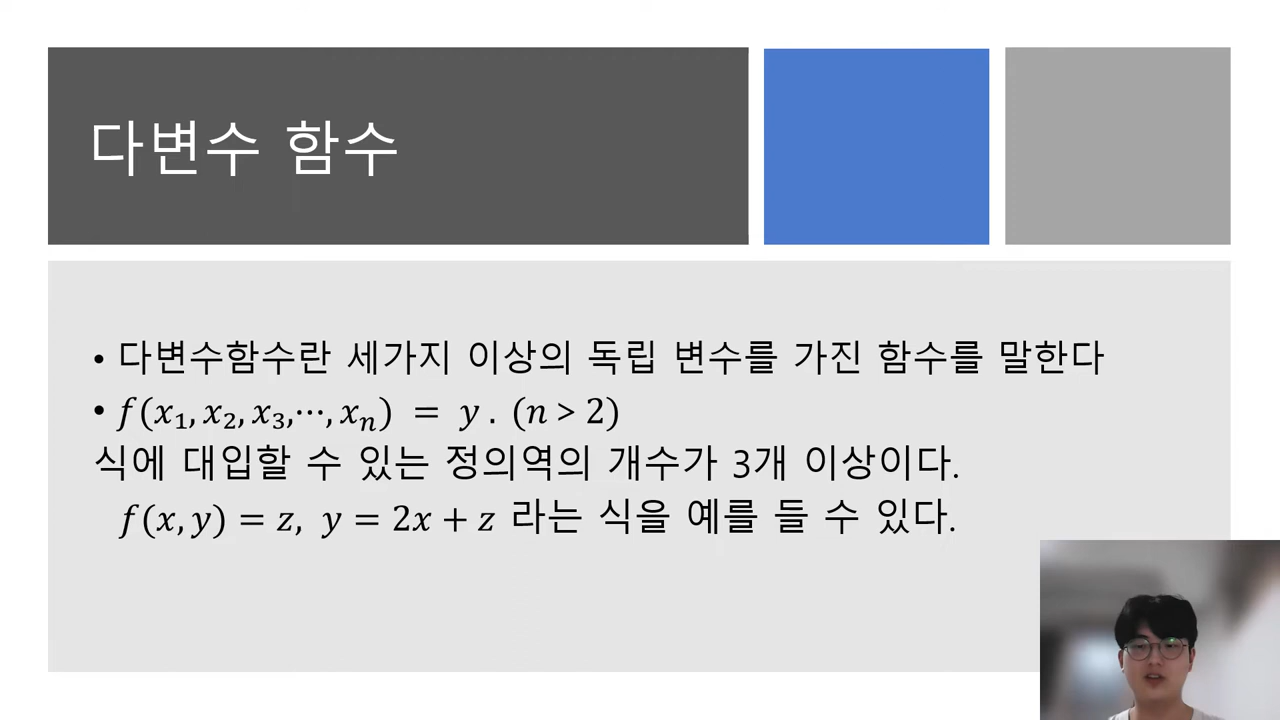 다변수 함수
• 다변수함수란 세가지 이상의 독립 변수를 가진 함수를 말한다
• f(x₁, x₂, x₃,⋯, xₙ) = y . (n > 2)
식에 대입할 수 있는 정의역의 개수가 3개 이상이다.
f(x, y) = z, y = 2x + z 라는 식을 예를 들 수 있다.